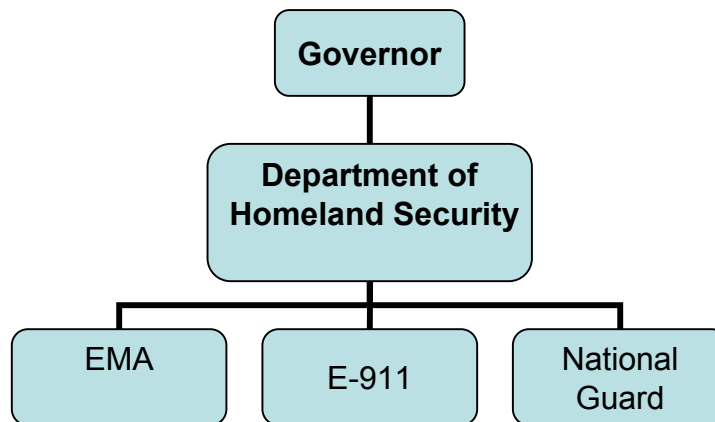 Governor
Department of
Homeland Security
EMA
E-911
National
Guard